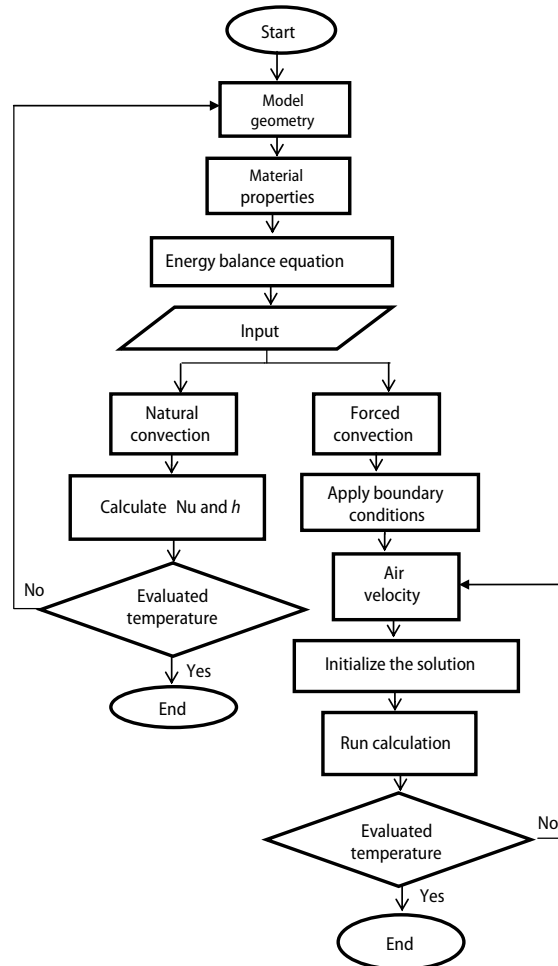 Start
Model
geometry
Material
properties
Energy balance equation
Input
Natural
convection
Forced
convection
Calculate Nu and h
Apply boundary
conditions
No
Evaluated
temperature
Air
velocity
Yes
Initialize the solution
End
Run calculation
Evaluated
temperature
No
Yes
End